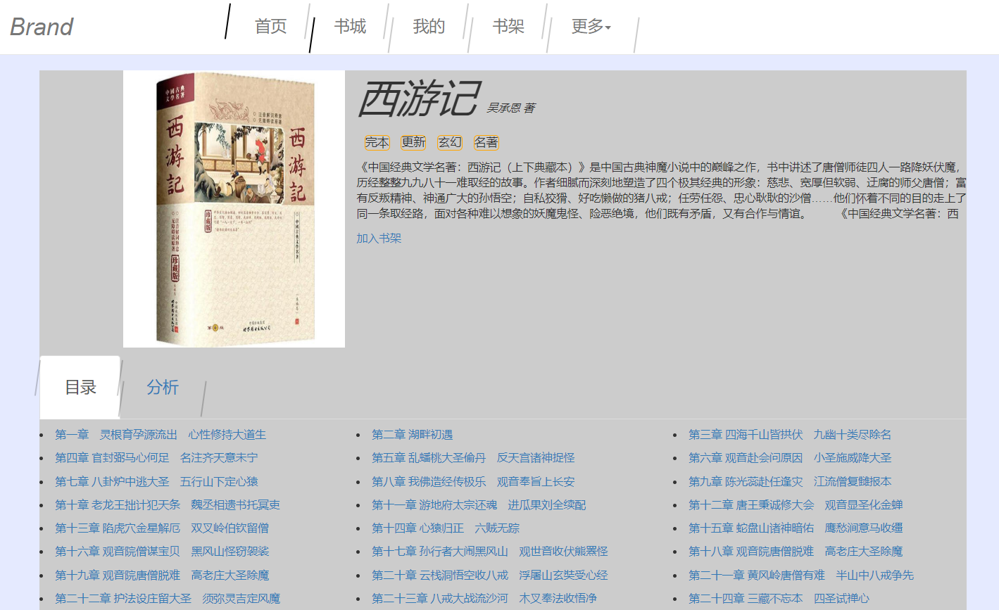 Brand
首页
书城
我的
书架
更多
中國古典
文學名著
西游記
西游記
珍藏版
珍藏版
中國古典文學名著
西游记 吴承恩 著
完本 更新 玄幻 名著
《中国经典文学名著：西游记（上下典藏本）》是中国古典神魔小说中的巅峰之作，书中讲述了唐僧师徒四人一路降妖伏魔，
历经整整九九八十一难取经的故事。作者细腻而深刻地塑造了四个极其经典的形象：慈悲、宽厚但软弱、迂腐的师父唐僧；富
有反叛精神、神通广大的孙悟空；自私狡猾、好吃懒做的猪八戒；任劳任怨、忠心耿耿的沙僧……他们怀着不同的目的走上了
同一条取经路，面对各种难以想象的妖魔鬼怪、险恶绝境，他们既有矛盾，又有合作与情谊。 《中国经典文学名著：西
加入书架
目录
分析
第一章 灵根育孕源流出 心性修持大道生
第二章 湖畔初遇
第三章 四海千山皆拱伏 九幽十类尽除名
第四章 官封弼马心何足 名注齐天意未宁
第五章 乱蟠桃大圣偷丹 反天宫诸神捉怪
第六章 观音赴会问原因 小圣施威降大圣
第七章 八卦炉中逃大圣 五行山下定心猿
第八章 我佛造经传极乐 观音奉旨上长安
第九章 陈光蕊赴任逢灾 江流僧复雠报本
第十章 老龙王拙计犯天条 魏丞相遗书托冥吏
第十一章 游地府太宗还魂 进瓜果刘全续配
第十二章 唐王秉诚修大会 观音显圣化金蝉
第十三章 陷虎穴金星解厄 双叉岭伯钦留僧
第十四章 心猿归正 六贼无踪
第十五章 蛇盘山诸神暗佑 鹰愁涧意马收缰
第十六章 观音院僧谋宝贝 黑风山怪窃袈裟
第十七章 孙行者大闹黑风山 观世音收伏熊罴怪
第十八章 观音院唐僧脱难 高老庄大圣除魔
第十九章 观音院唐僧脱难 高老庄大圣除魔
第二十章 云栈洞悟空收八戒 浮屠山玄奘受心经
第二十一章 黄风岭唐僧有难 半山中八戒争先
第二十二章 护法设庄留大圣 须弥灵吉定风魔
第二十三章 八戒大战流沙河 木叉奉法收悟净
第二十四章 三藏不忘本 四圣试禅心